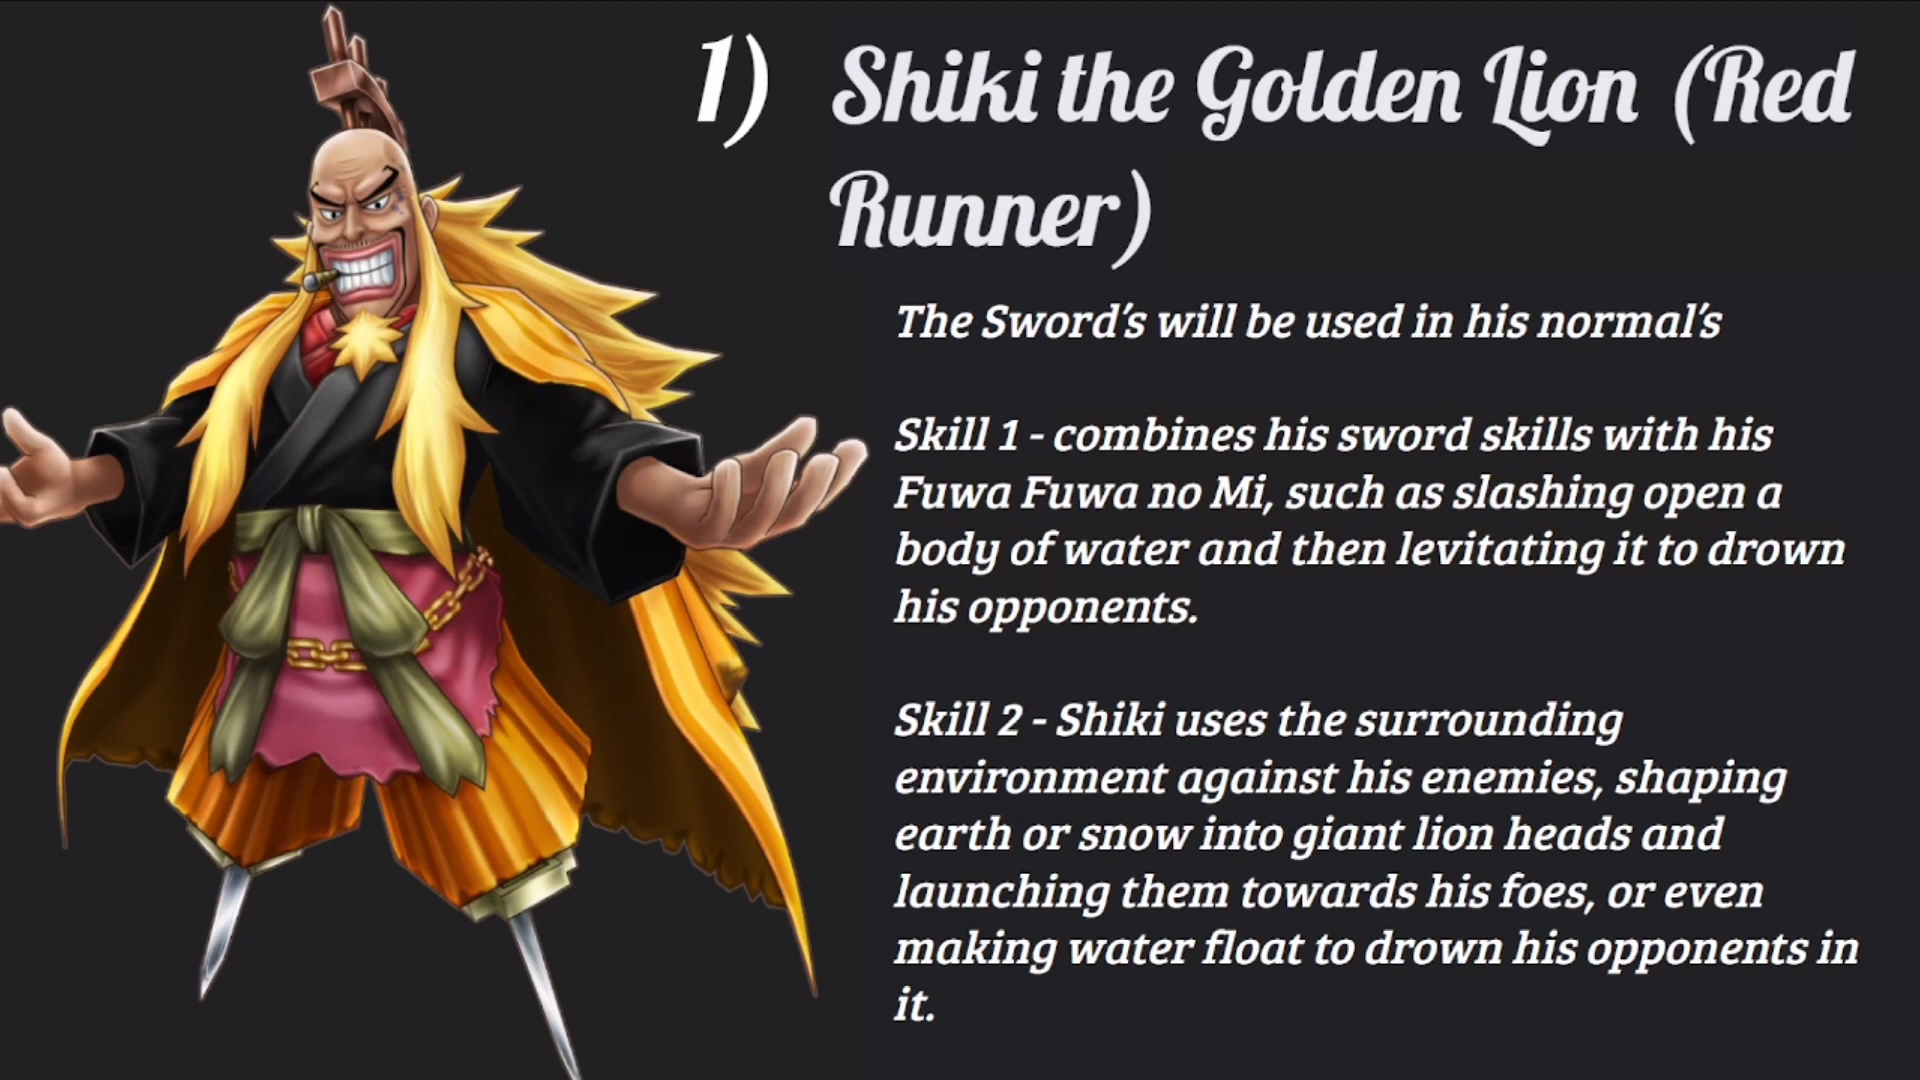 1) Shiki the Golden Lion (Red
Runner)
The Sword's will be used in his normal's
Skill 1 - combines his sword skills with his
Fuwa Fuwa no Mi, such as slashing open a
body of water and then levitating it to drown
his opponents.
Skill 2 - Shiki uses the surrounding
environment against his enemies, shaping
earth or snow into giant lion heads and
launching them towards his foes, or even
making water float to drown his opponents in
it.